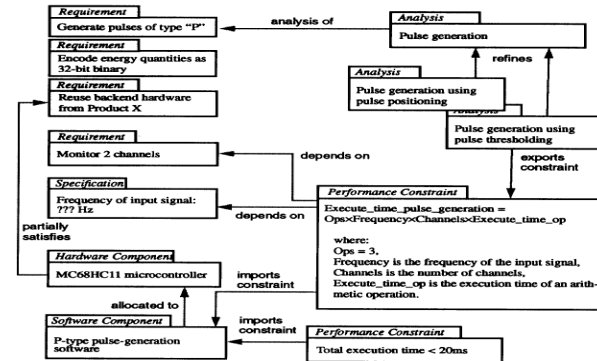 Requirement
Generate pulses of type "P"
analysis of
Analysis
Pulse generation
Requirement
Encode energy quantities as
32-bit binary
refines
Requirement
Reuse backend hardware
from Product X
Analysis
Pulse generation using
pulse positioning
Analysis
Pulse generation using
pulse thresholding
Requirement
Monitor 2 channels
depends on
exports
constraint
Specification
Frequency of input signal:
??? Hz
depends on
Performance Constraint
Execute_time_pulse_generation =
Ops×Frequency×Channels×Execute_time_op
where:
Ops = 3,
Frequency is the frequency of the input signal,
Channels is the number of channels,
Execute_time_op is the execution time of an arith-
metic operation.
partially
satisfies
Hardware Component
MC68HC11 microcontroller
imports
constraint
allocated to
Software Component
P-type pulse-generation
software
imports
constraint
Performance Constraint
Total execution time < 20ms